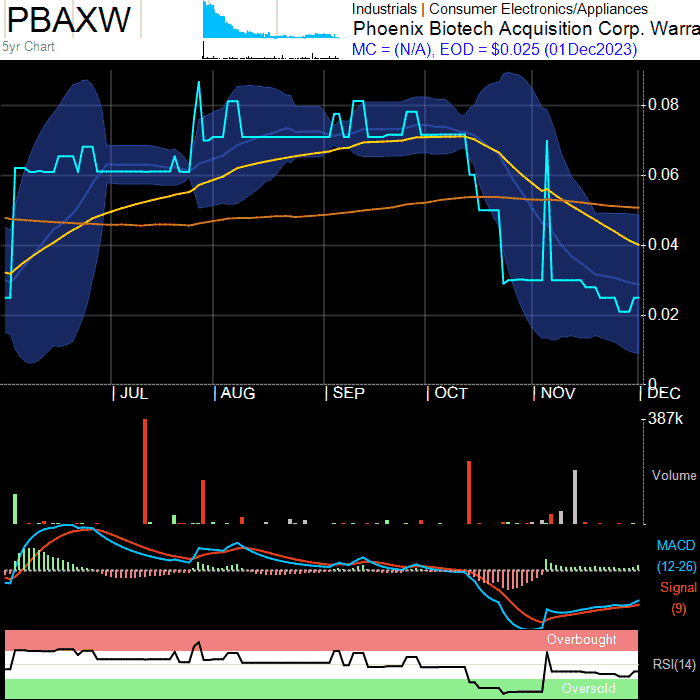 PBAXW
5yr Chart
Industrials | Consumer Electronics/Appliances
Phoenix Biotech Acquisition Corp. Warra
MC = (N/A), EOD = $0.025 (01Dec2023)
0.08
0.06
0.04
0.02
0
JUL AUG SEP OCT NOV DEC
387k
Volume
MACD
(12-26)
Signal
(9)
Overbought
RSI(14)
Oversold